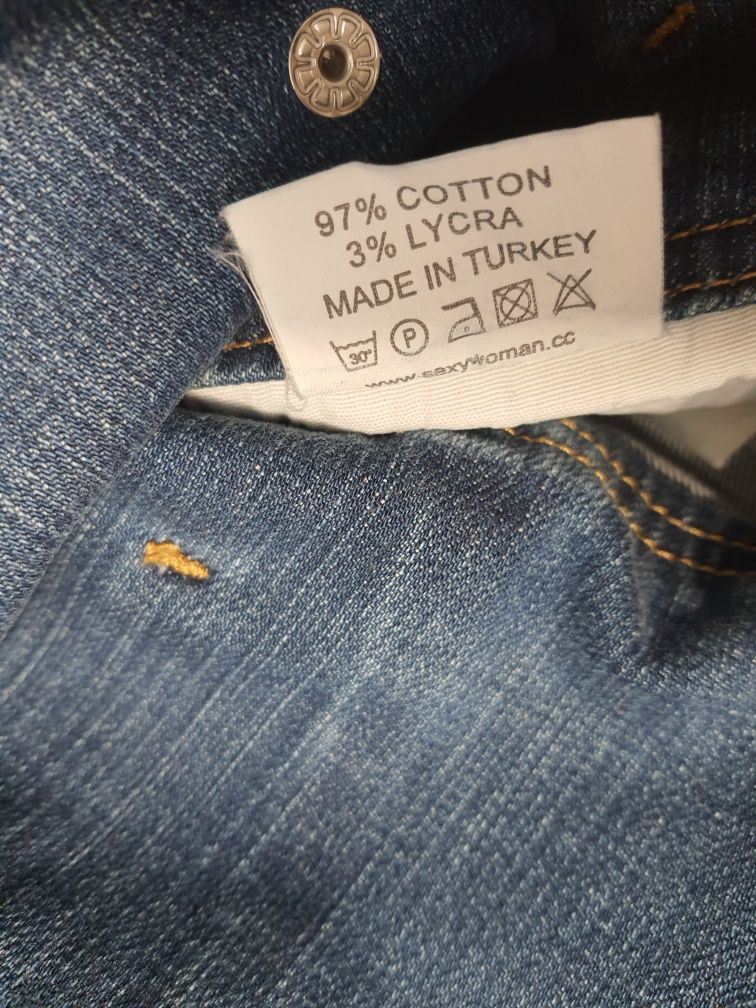 97% COTTON
3% LYCRA
MADE IN TURKEY
30° P
www.sexywoman.cc